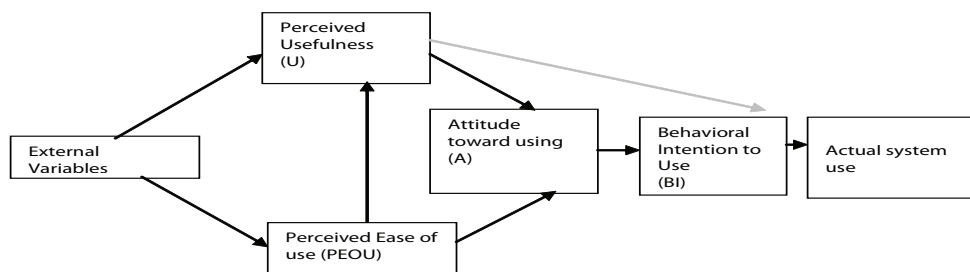 Perceived
Usefulness
(U)
External
Variables
Perceived Ease of
use (PEOU)
Attitude
toward using
(A)
Behavioral
Intention to
Use
(BI)
Actual system
use